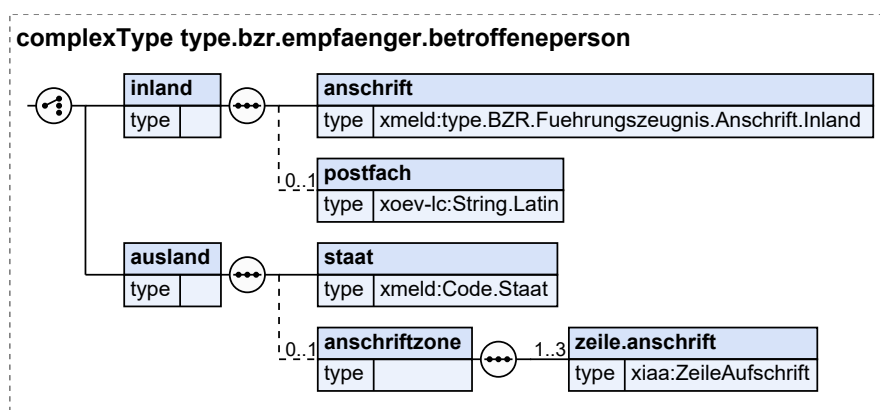 complexType type.bzr.empfaenger.betroffeneperson
inland
type
anschrift
type xmeld:type.BZR.Fuehrungszeugnis.Anschrift.Inland
0..1
postfach
type xoev-lc:String.Latin
ausland
type
staat
type xmeld:Code.Staat
0..1
anschriftzone
type
1..3
zeile.anschrift
type xiaa:ZeileAufschrift